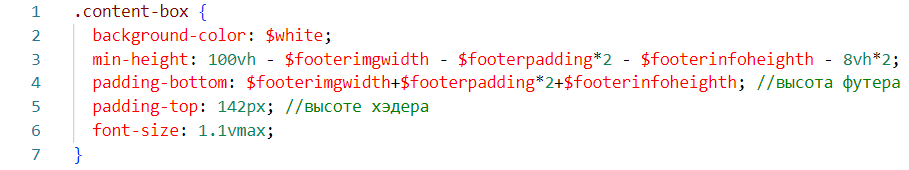 1 .content-box {
2 background-color: $white;
3 min-height: 100vh - $footerimgwidth - $footerpadding*2 - $footerinfoheighth - 8vh*2;
4 padding-bottom: $footerimgwidth+$footerpadding*2+$footerinfoheighth; //высота футера
5 padding-top: 142px; //высоте хэдера
6 font-size: 1.1vmax;
7 }